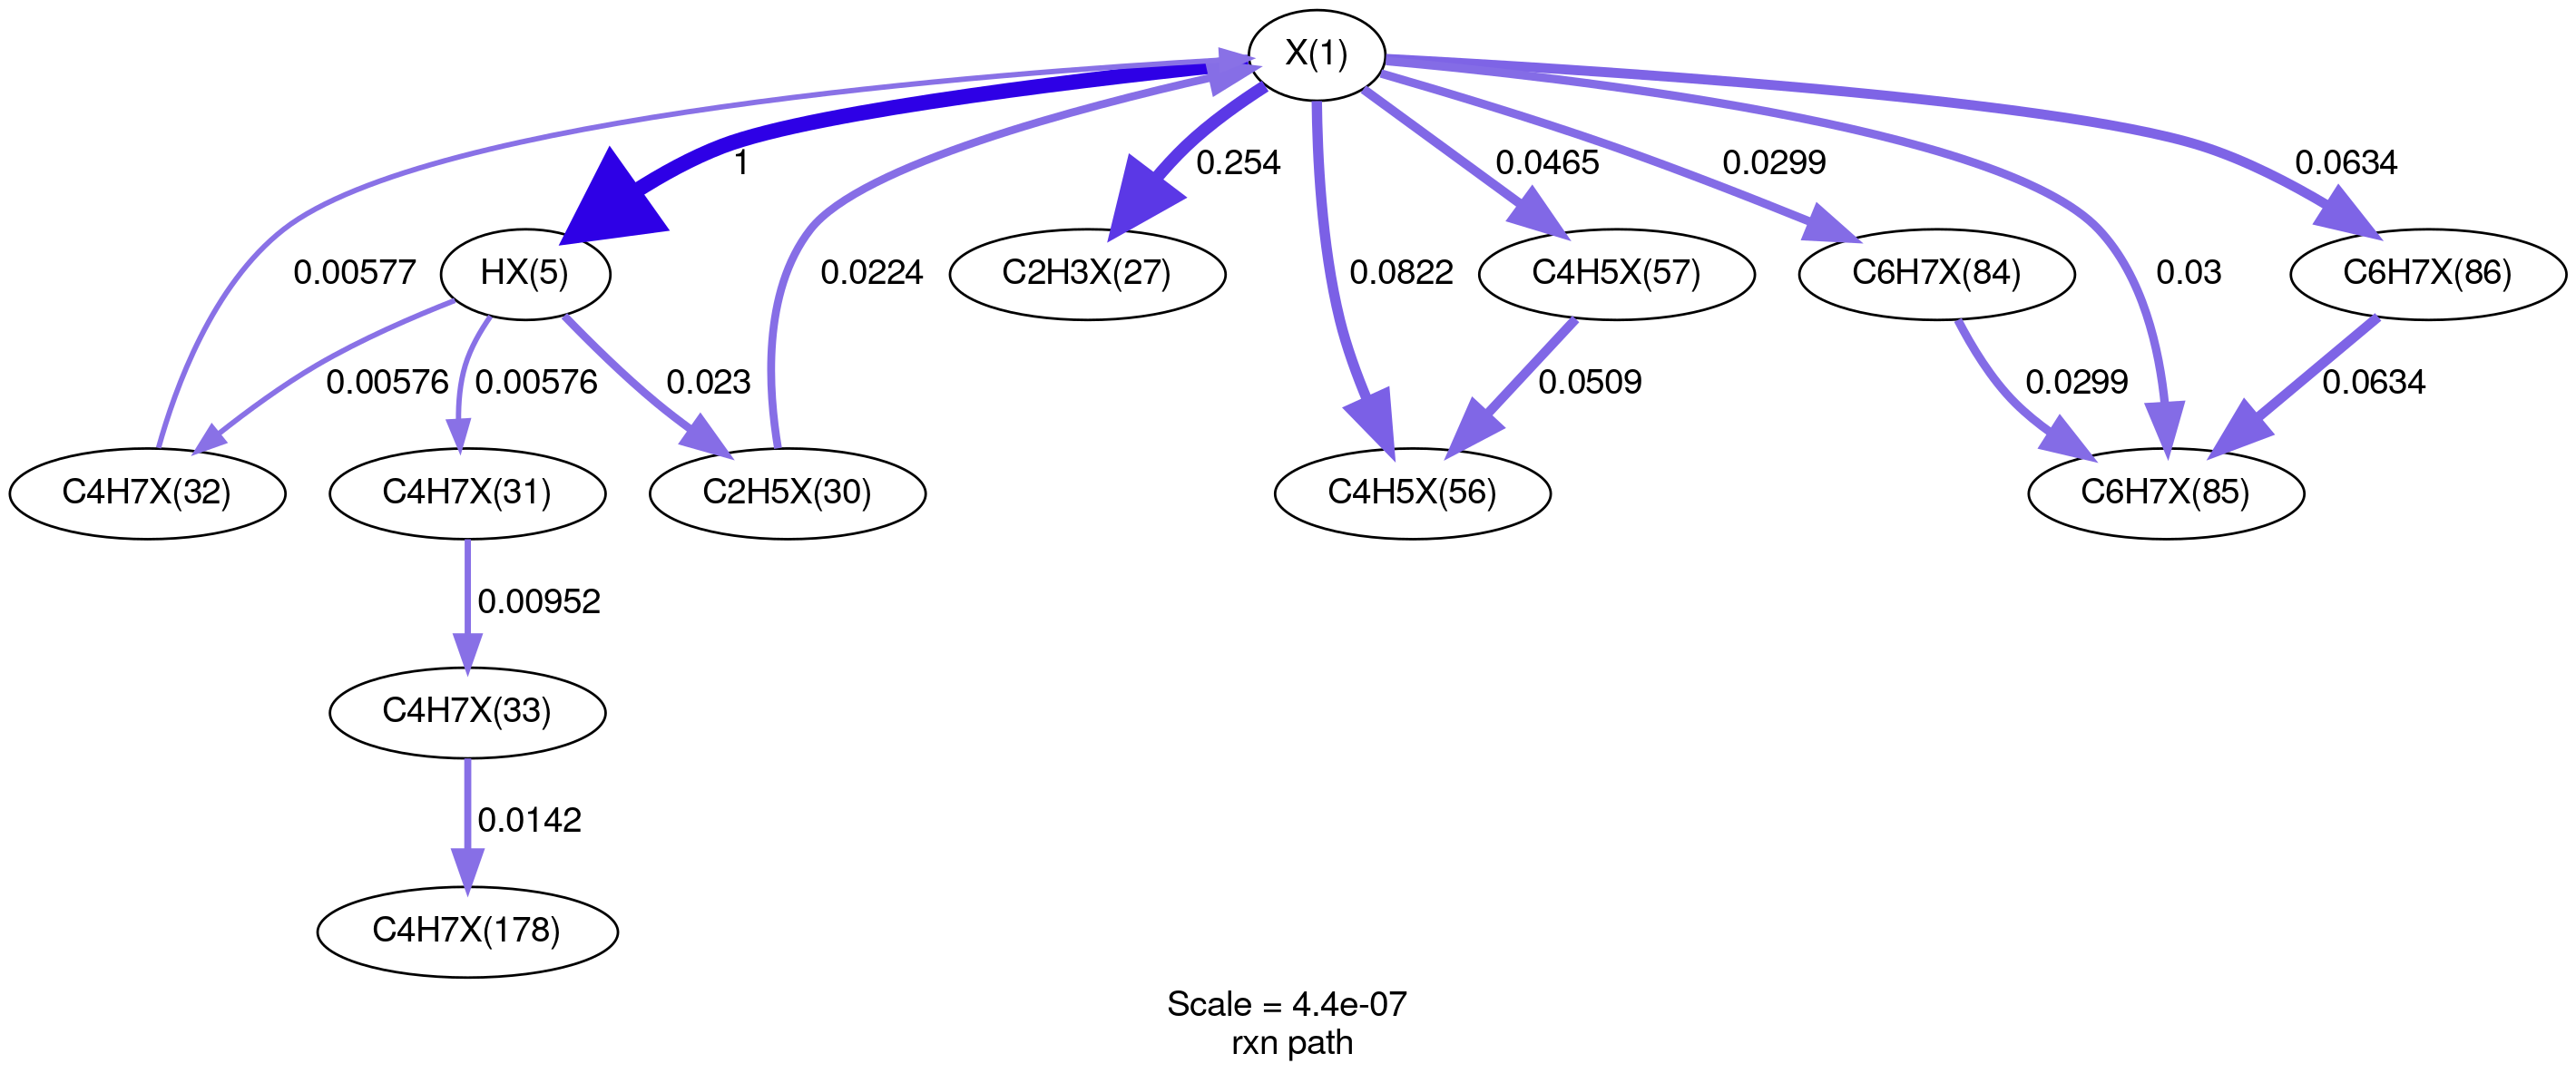 X(1)
1
0.254
0.0465
0.0299
0.0634
0.00577
HX(5)
0.0224
C2H3X(27)
0.0822
C4H5X(57)
C6H7X(84)
0.03
C6H7X(86)
0.00576
0.00576
0.023
0.0509
0.0299
0.0634
C4H7X(32)
C4H7X(31)
C2H5X(30)
C4H5X(56)
C6H7X(85)
0.00952
C4H7X(33)
0.0142
C4H7X(178)
Scale = 4.4e-07
rxn path